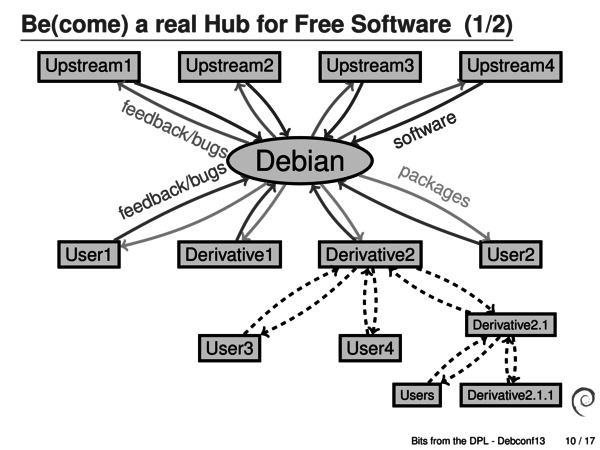 Be(come) a real Hub for Free Software (1/2)
Upstream1 Upstream2 Upstream3 Upstream4
feedback/bugs
software
Debian
feedback/bugs
packages
User1 Derivative1 Derivative2 User2
Derivative2.1
User3 User4
Users Derivative2.1.1
Bits from the DPL - Debconf13 10 / 17